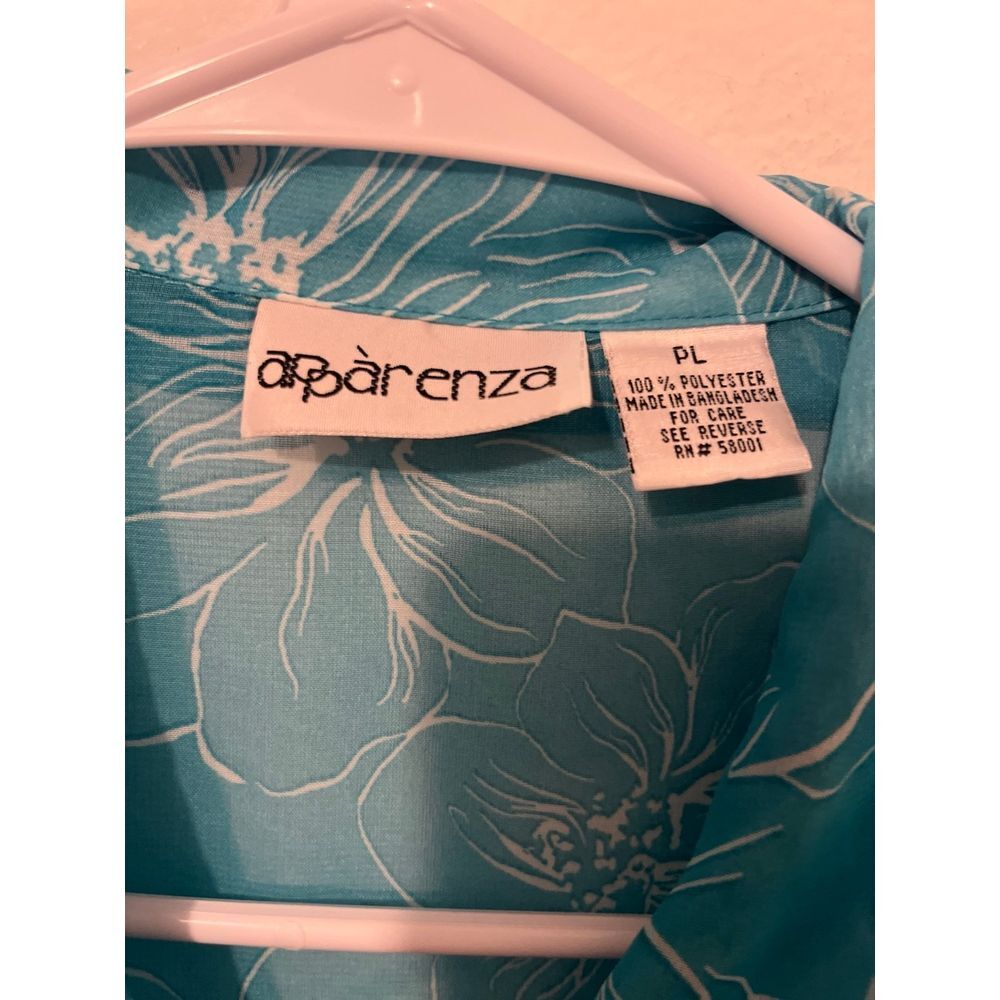 appàrenza
PL
100 % POLYESTER
MADE IN BANGLADESH
FOR CARE
SEE REVERSE
RN# 58001